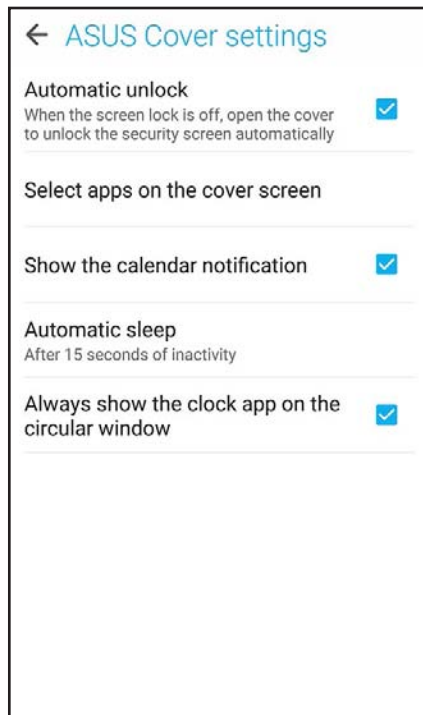 ASUS Cover settings
Automatic unlock
When the screen lock is off, open the cover
to unlock the security screen automatically
Select apps on the cover screen
Show the calendar notification
Automatic sleep
After 15 seconds of inactivity
Always show the clock app on the
circular window